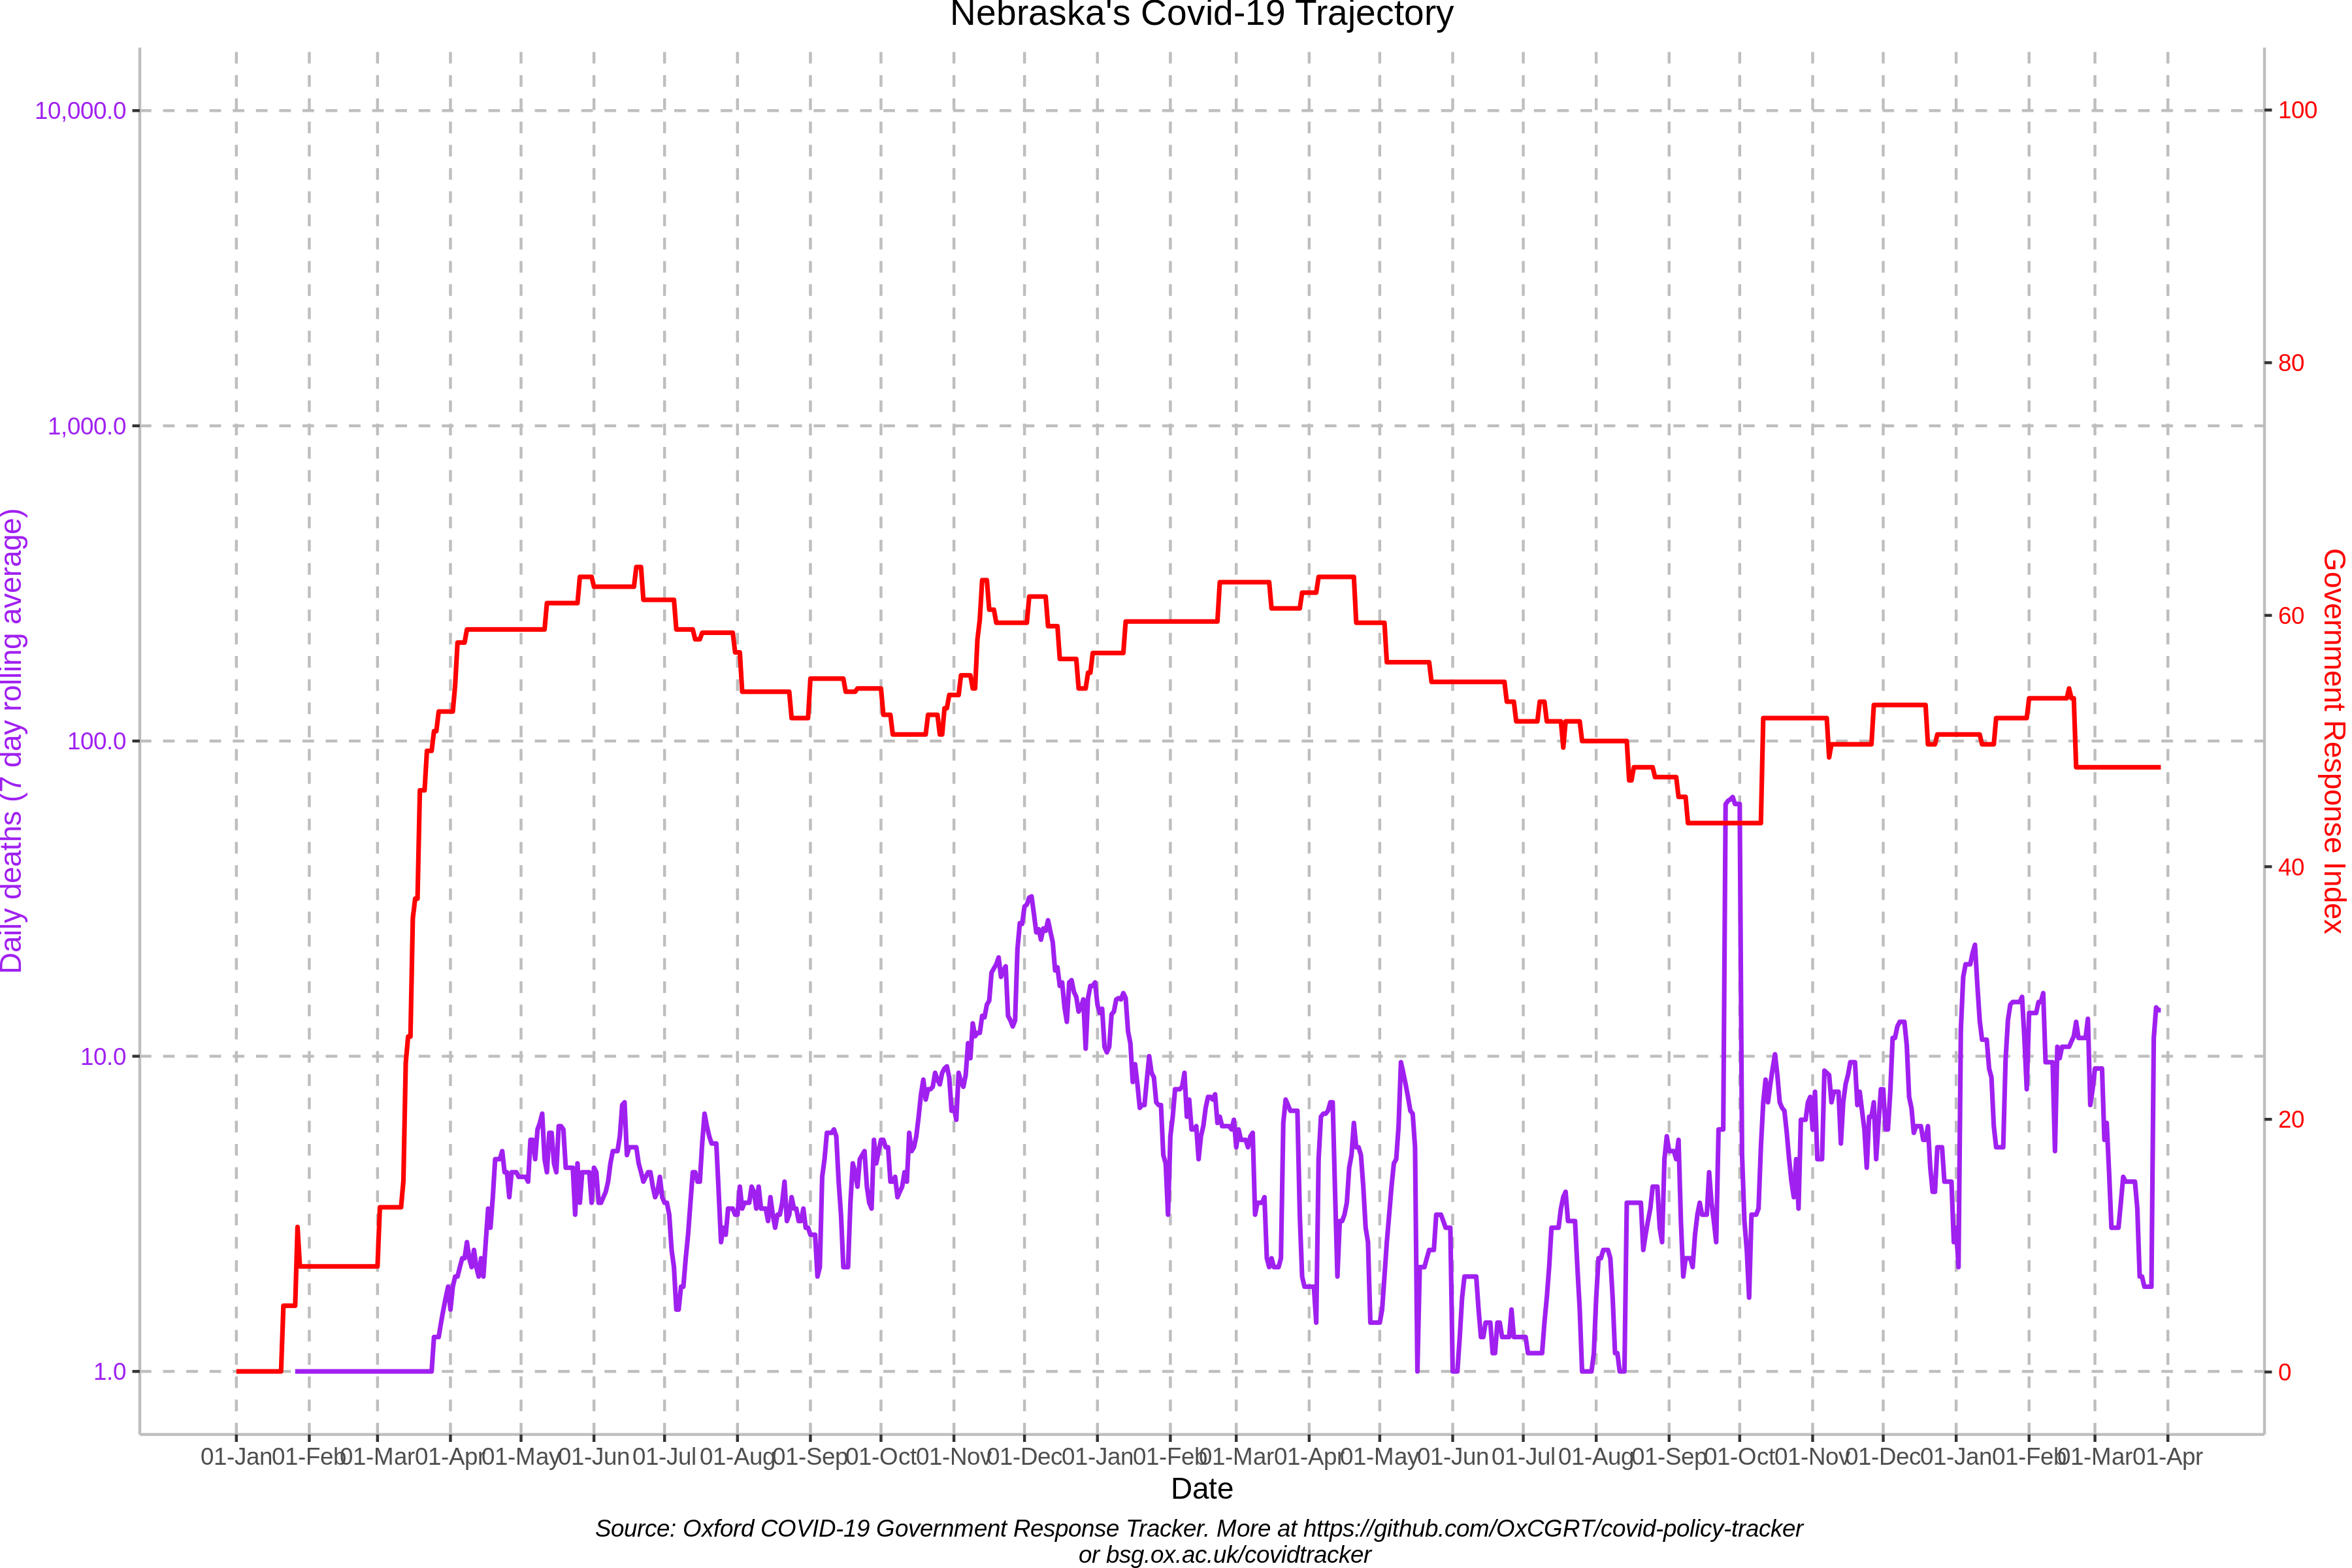 Nebraska's Covid-19 Trajectory
10,000.0
1,000.0
100.0
10.0
1.0
Daily deaths (7 day rolling average)
100
80
60
40
20
0
Government Response Index
01-Jan 01-Feb 01-Mar 01-Apr 01-May 01-Jun 01-Jul 01-Aug 01-Sep 01-Oct 01-Nov 01-Dec 01-Jan 01-Feb 01-Mar 01-Apr 01-May 01-Jun 01-Jul 01-Aug 01-Sep 01-Oct 01-Nov 01-Dec 01-Jan 01-Feb 01-Mar 01-Apr
Date
Source: Oxford COVID-19 Government Response Tracker. More at https://github.com/OxCGRT/covid-policy-tracker
or bsg.ox.ac.uk/covidtracker